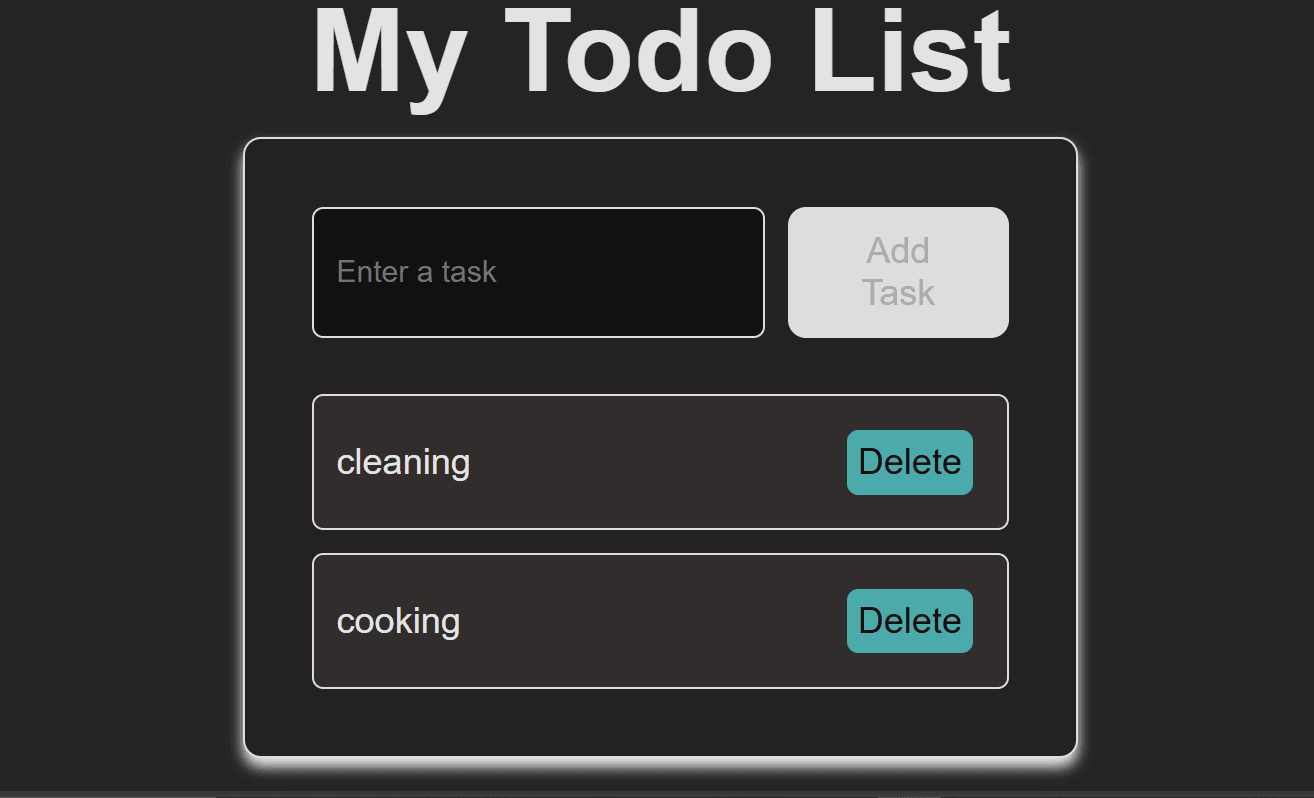 My Todo List
Enter a task
Add
Task
cleaning
Delete
cooking
Delete